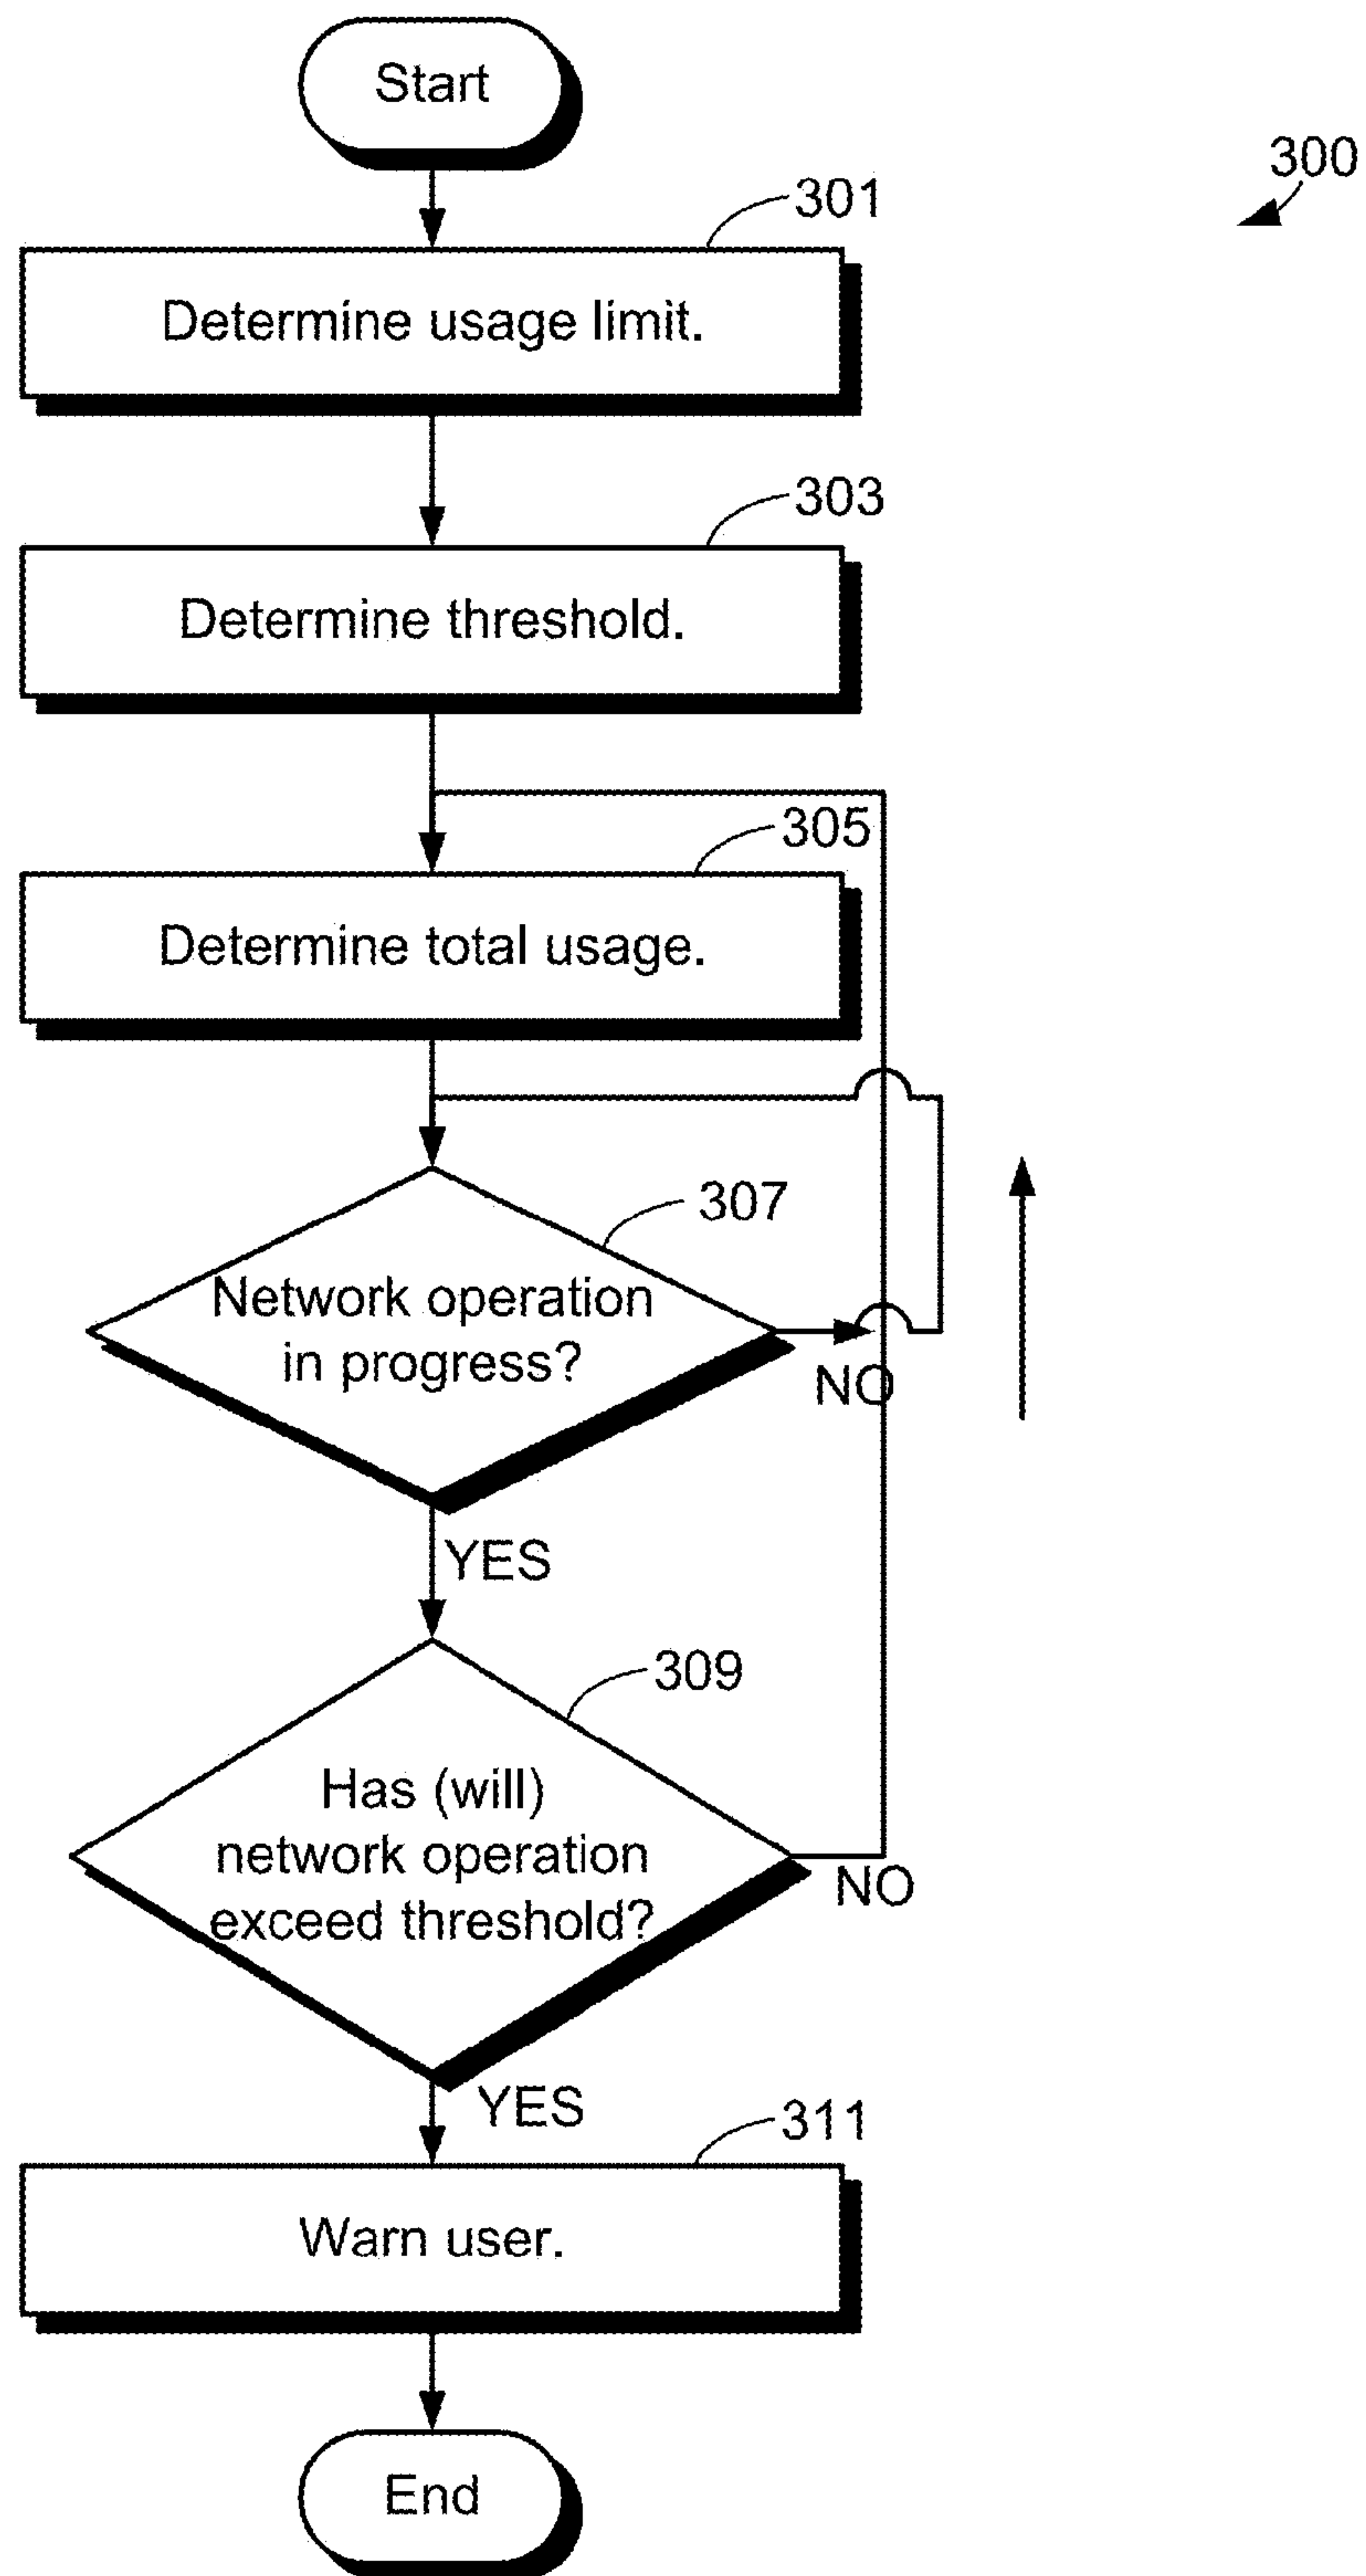 Start
300
301
Determine usage limit.
303
Determine threshold.
305
Determine total usage.
307
Network operation
in progress?
NO
YES
309
Has (will)
network operation
exceed threshold?
NO
YES
311
Warn user.
End